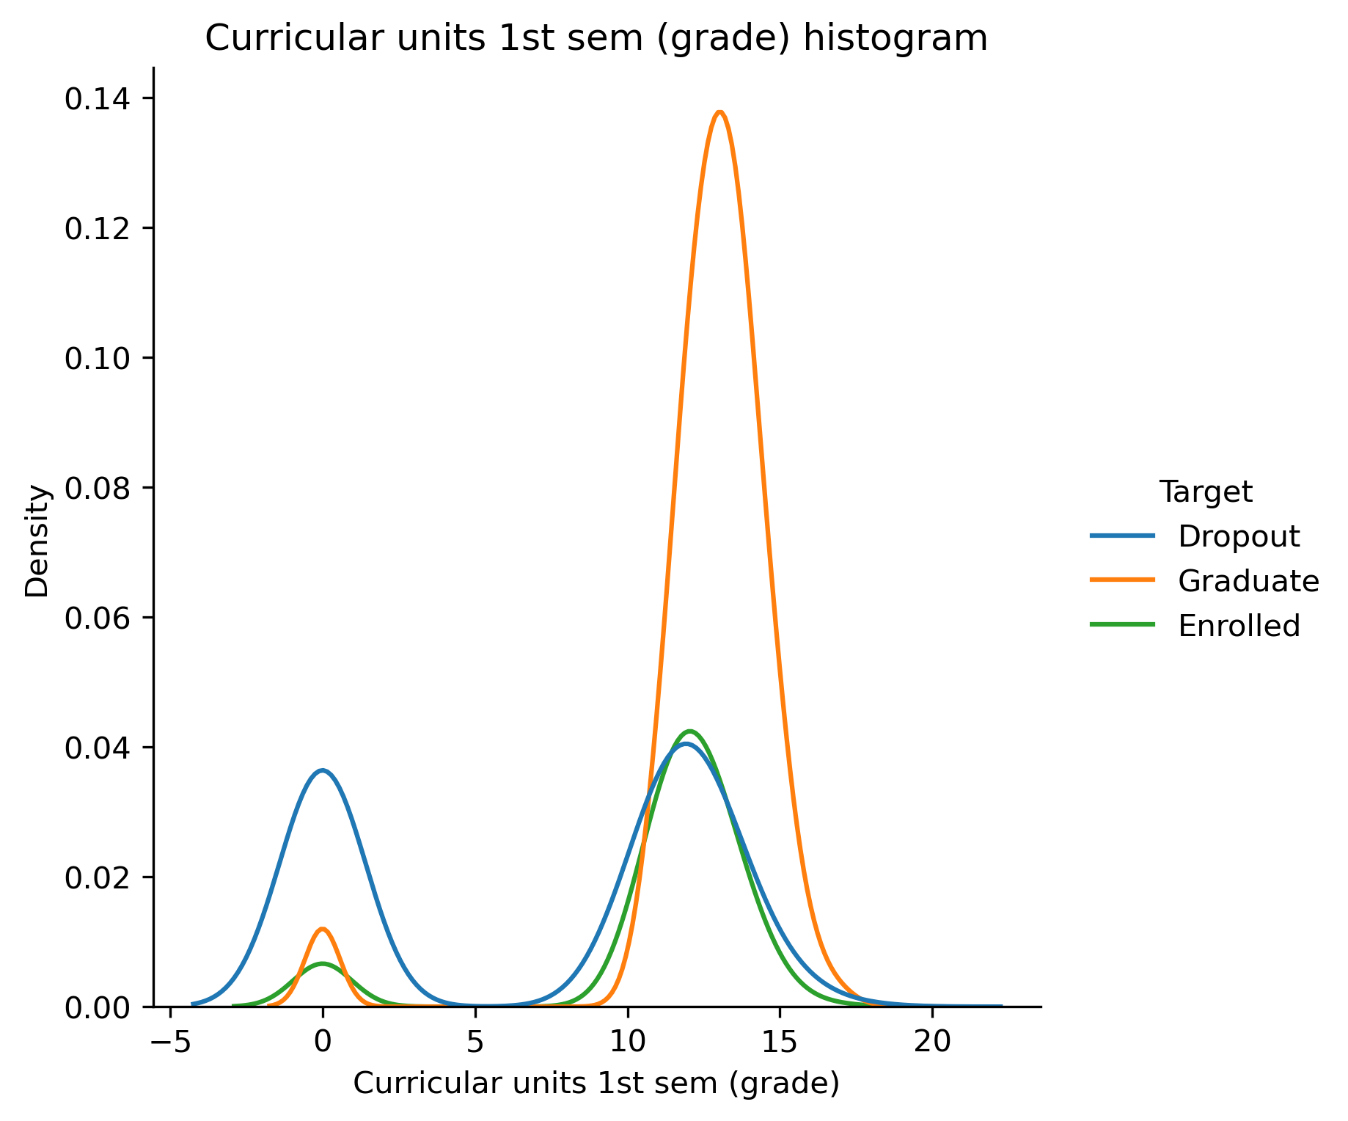 Curricular units 1st sem (grade) histogram
0.14
0.12
0.10
0.08
0.06
0.04
0.02
0.00
Density
−5 0 5 10 15 20
Curricular units 1st sem (grade)
Target
Dropout
Graduate
Enrolled